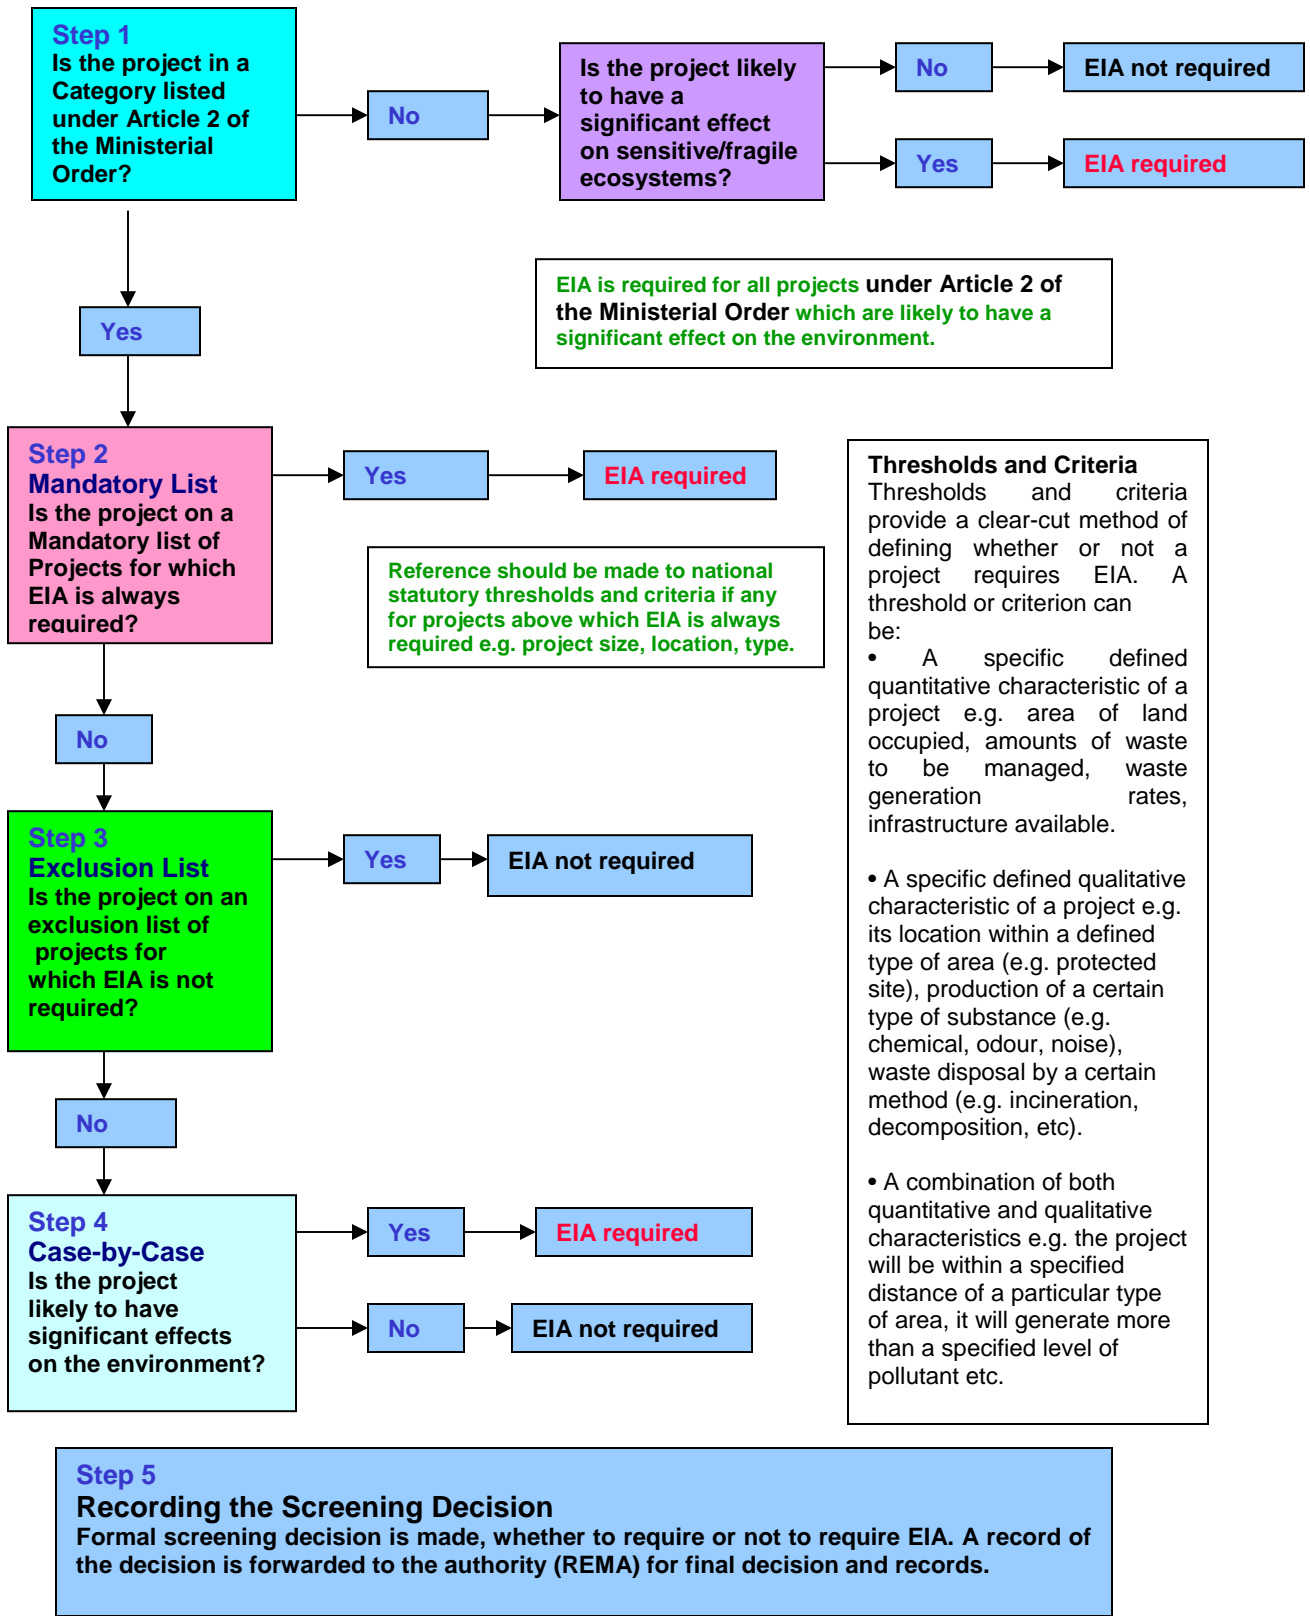 Step 1
Is the project in a
Category listed
under Article 2 of
the Ministerial
Order?
No
Is the project likely
to have a
significant effect
on sensitive/fragile
ecosystems?
No
EIA not required
Yes
EIA required
EIA is required for all projects under Article 2 of
the Ministerial Order which are likely to have a
significant effect on the environment.
Yes
Step 2
Mandatory List
Is the project on a
Mandatory list of
Projects for which
EIA is always
required?
Yes
EIA required
Reference should be made to national
statutory thresholds and criteria if any
for projects above which EIA is always
required e.g. project size, location, type.
No
Step 3
Exclusion List
Is the project on an
exclusion list of
projects for
which EIA is not
required?
Yes
EIA not required
No
Step 4
Case-by-Case
Is the project
likely to have
significant effects
on the environment?
Yes
EIA required
No
EIA not required
Thresholds and Criteria
Thresholds and criteria
provide a clear-cut method of
defining whether or not a
project requires EIA. A
threshold or criterion can
be:
• A specific defined
quantitative characteristic of a
project e.g. area of land
occupied, amounts of waste
to be managed, waste
generation rates,
infrastructure available.
• A specific defined qualitative
characteristic of a project e.g.
its location within a defined
type of area (e.g. protected
site), production of a certain
type of substance (e.g.
chemical, odour, noise),
waste disposal by a certain
method (e.g. incineration,
decomposition, etc).
• A combination of both
quantitative and qualitative
characteristics e.g. the project
will be within a specified
distance of a particular type
of area, it will generate more
than a specified level of
pollutant etc.
Step 5
Recording the Screening Decision
Formal screening decision is made, whether to require or not to require EIA. A record of
the decision is forwarded to the authority (REMA) for final decision and records.